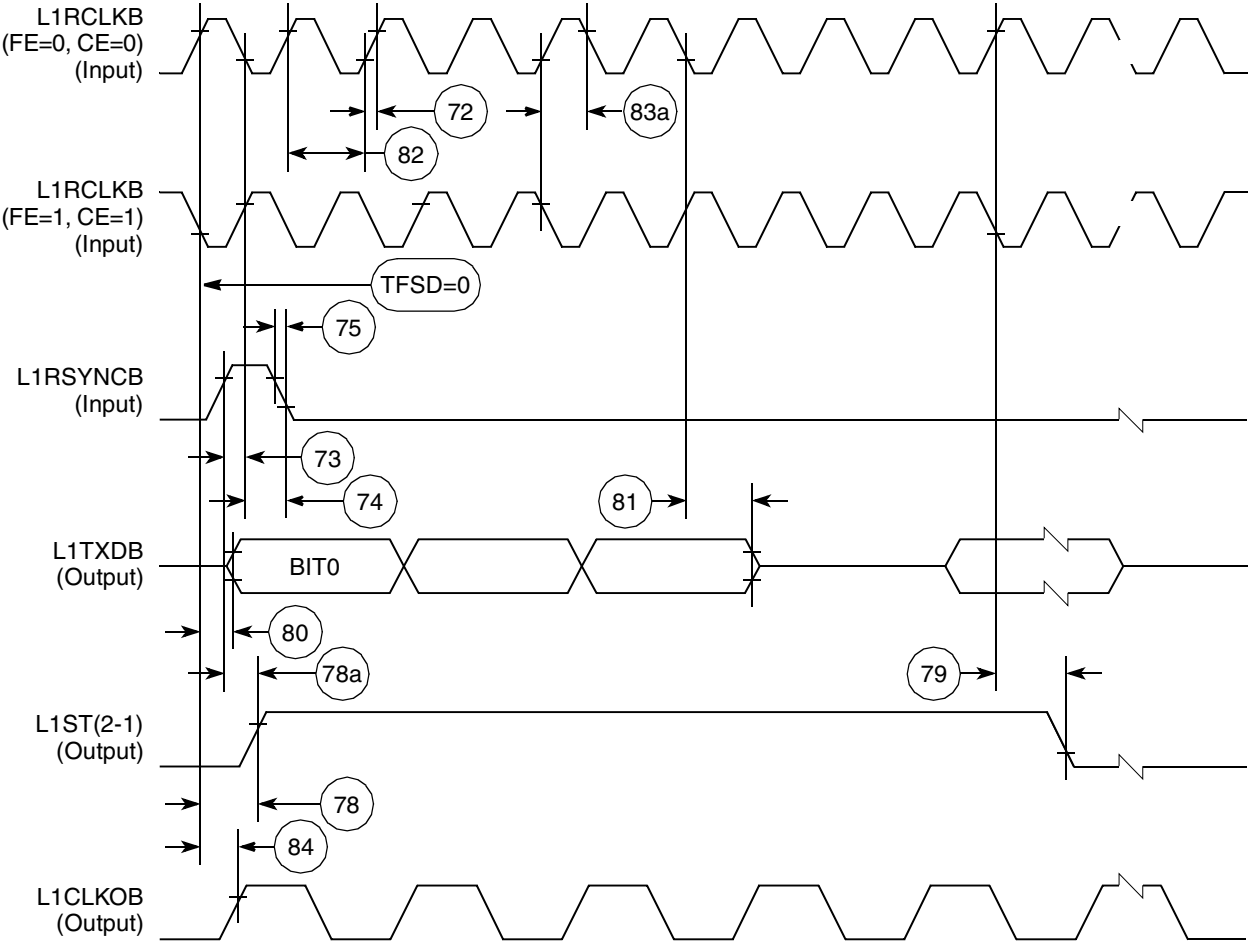 L1RCLKB
(FE=0, CE=0)
(Input)
72
83a
82
L1RCLKB
(FE=1, CE=1)
(Input)
TFSD=0
75
L1RSYNCB
(Input)
73
74
81
L1TXDB
(Output)
BIT0
80
78a
79
L1ST(2-1)
(Output)
78
84
L1CLKOB
(Output)